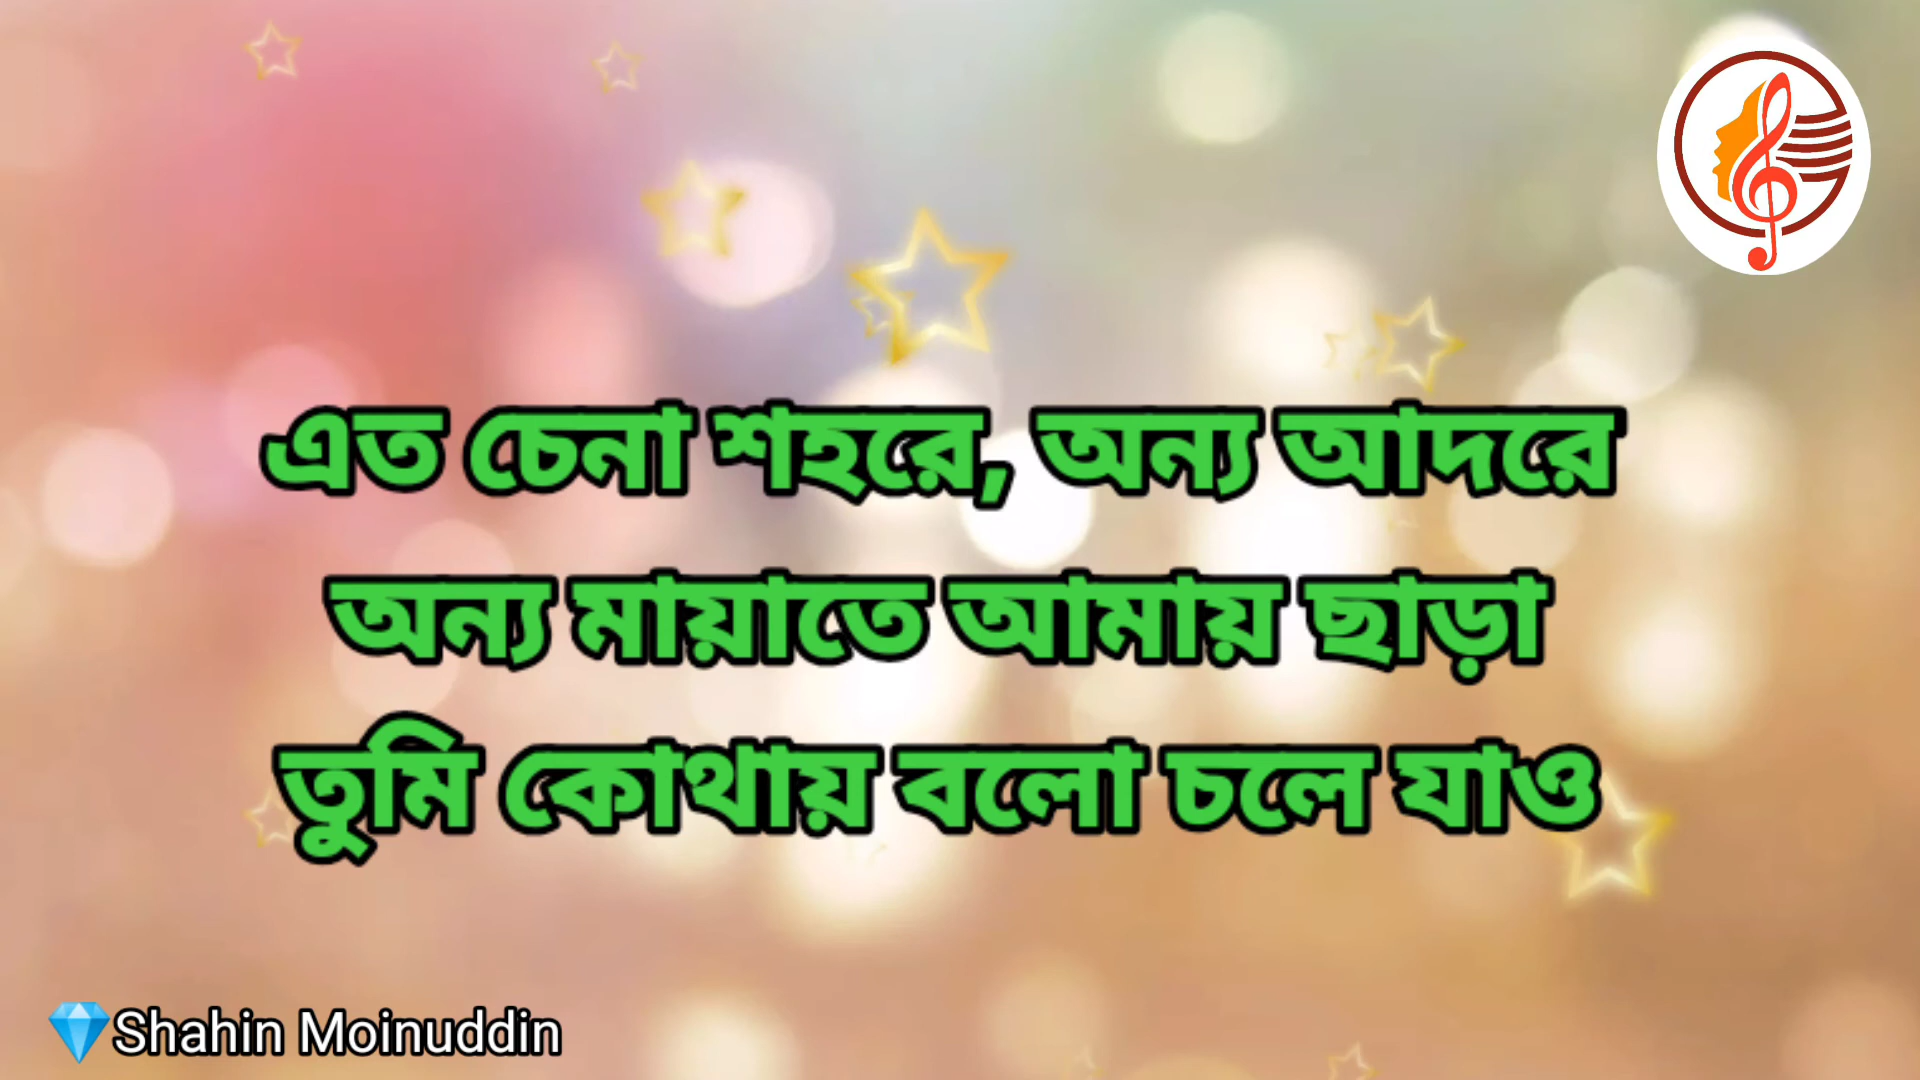 এত চেনা শহরে, অন্য আদরে
অন্য মায়াতে আমায় ছাড়া
তুমি কোথায় বলো চলে যাও
Shahin Moinuddin